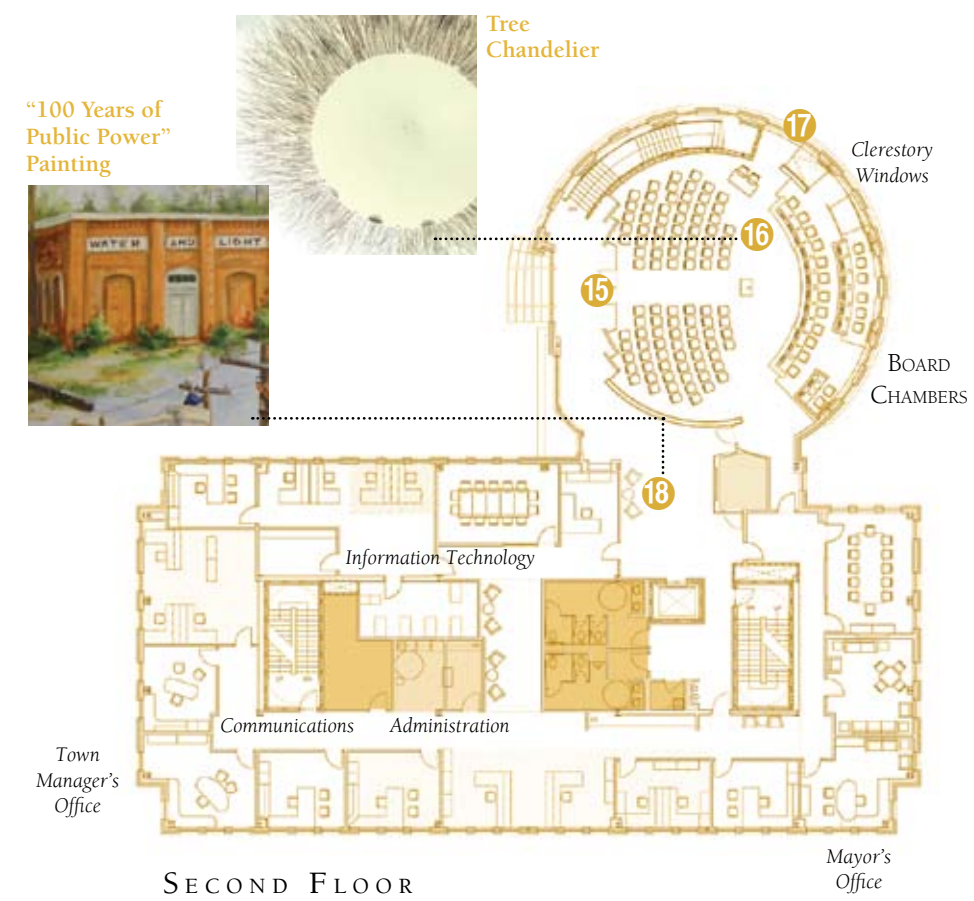 Tree
Chandelier
“100 Years of
Public Power”
Painting
WATER AND LIGHT
17
Clerestory
Windows
16
15
BOARD
CHAMBERS
18
Information Technology
Communications
Administration
Town
Manager’s
Office
Mayor’s
Office
SECOND FLOOR